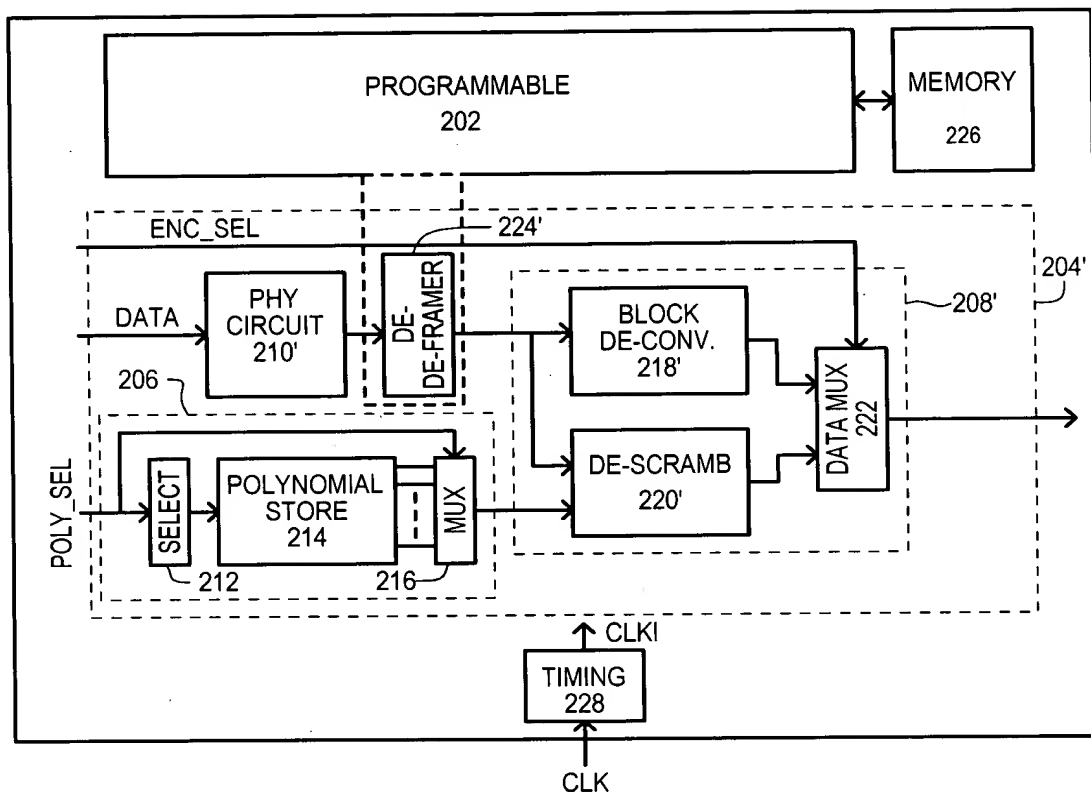 PROGRAMMABLE
202
MEMORY
226
ENC_SEL
224'
204'
208'
DATA
PHY
CIRCUIT
210'
DE-
DE-FRAMER
BLOCK
DE-CONV.
218'
DATA MUX
222
206
POLY_SEL
SELECT
212
POLYNOMIAL
STORE
214
MUX
216
DE-SCRAMB
220'
CLKI
TIMING
228
CLK